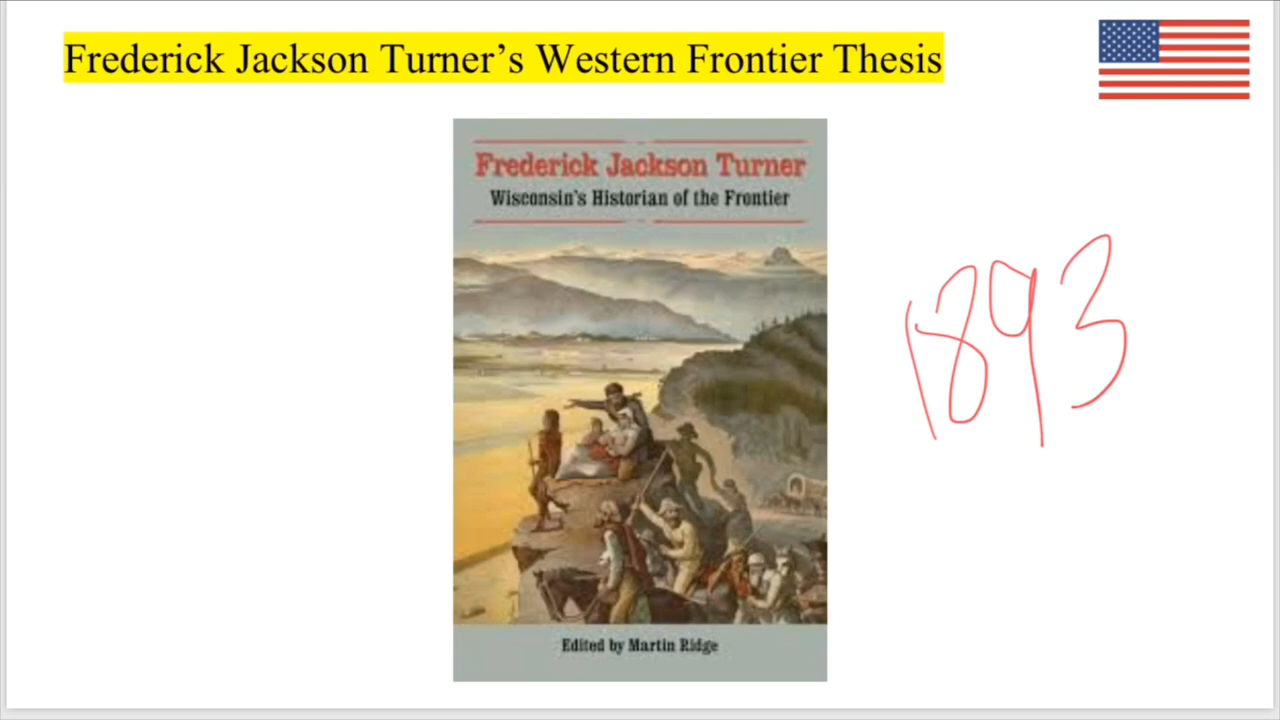 Frederick Jackson Turner’s Western Frontier Thesis
Frederick Jackson Turner
Wisconsin's Historian of the Frontier
1893
Edited by Martin Ridge